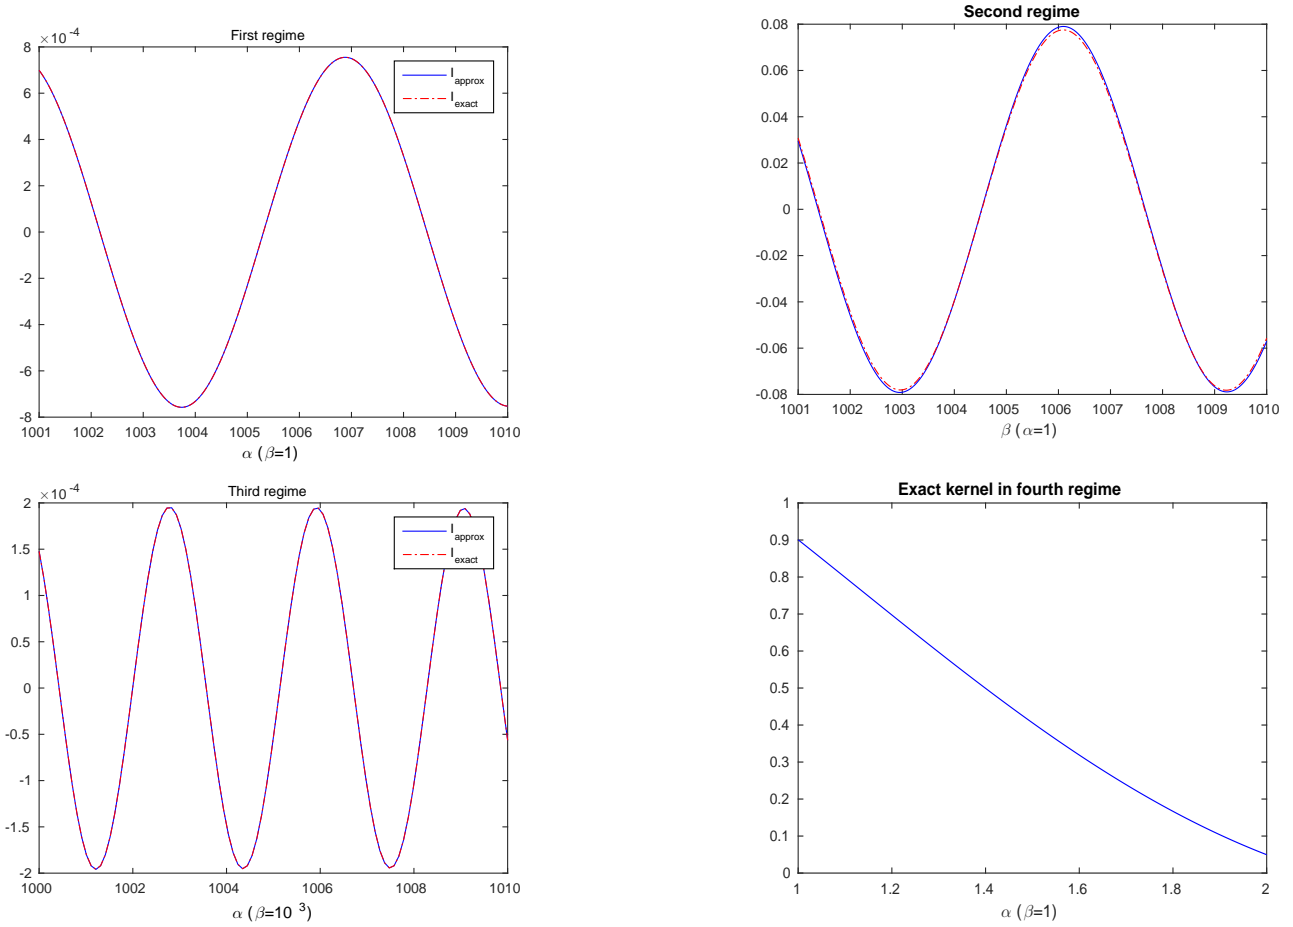 First regime
×10⁻⁴
8
6
4
2
0
-2
-4
-6
-8
I approx
I exact
1001 1002 1003 1004 1005 1006 1007 1008 1009 1010
α (β=1)
Second regime
0.08
0.06
0.04
0.02
0
-0.02
-0.04
-0.06
-0.08
1001 1002 1003 1004 1005 1006 1007 1008 1009 1010
β (α=1)
Third regime
×10⁻⁴
2
1.5
1
0.5
0
-0.5
-1
-1.5
-2
I approx
I exact
1000 1002 1004 1006 1008 1010
α (β=10 ³)
Exact kernel in fourth regime
1
0.9
0.8
0.7
0.6
0.5
0.4
0.3
0.2
0.1
0
1 1.2 1.4 1.6 1.8 2
α (β=1)